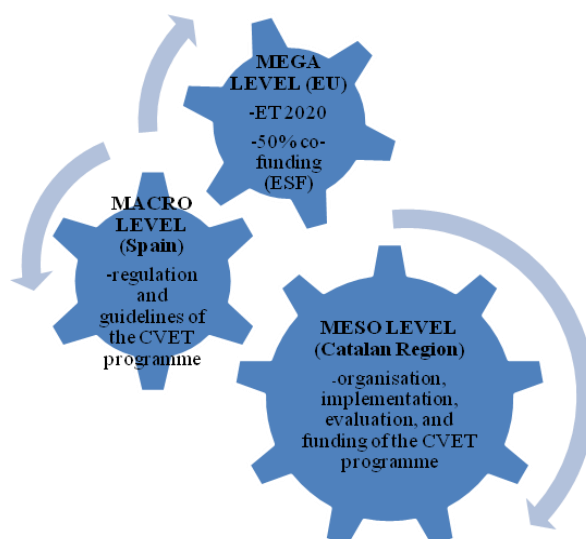 MEGA
LEVEL (EU)
-ET 2020
-50% co-
funding
(ESF)
MACRO
LEVEL
(Spain)
-regulation
and
guidelines of
the CVET
programme
MESO LEVEL
(Catalan Region)
-organisation,
implementation,
evaluation, and
funding of the CVET
programme